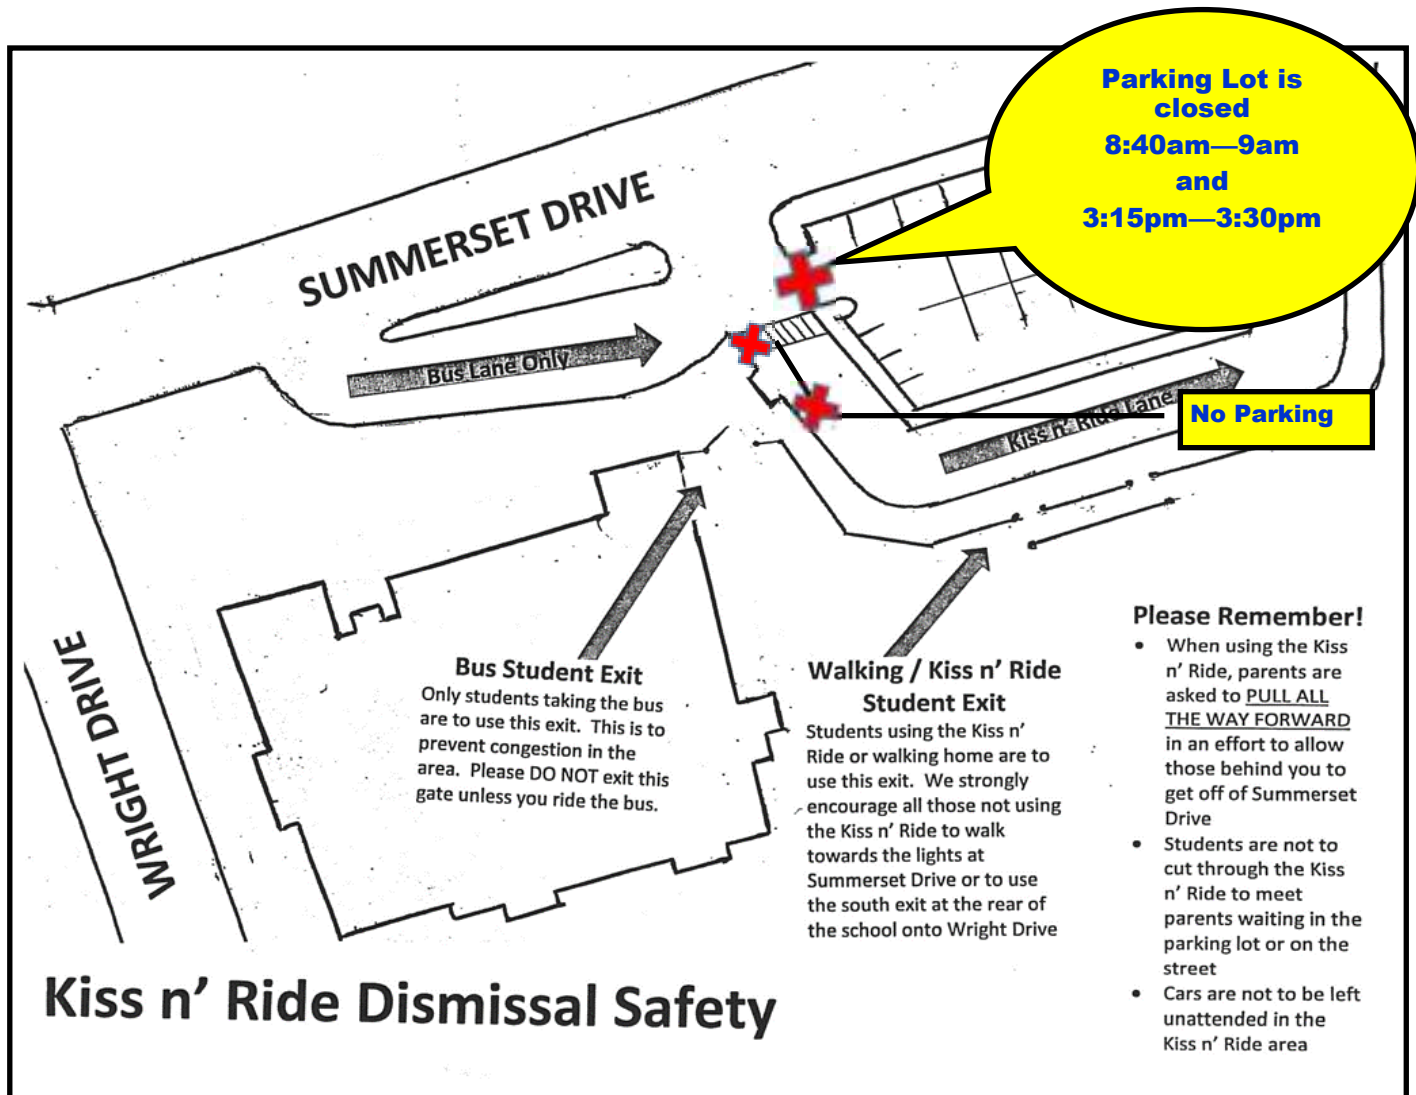 Parking Lot is
closed
8:40am—9am
and
3:15pm—3:30pm
SUMMERSET DRIVE
Bus Lane Only
No Parking
Kiss n' Ride Lane
WRIGHT DRIVE
Bus Student Exit
Only students taking the bus
are to use this exit. This is to
prevent congestion in the
area. Please DO NOT exit this
gate unless you ride the bus.
Walking / Kiss n' Ride
Student Exit
Students using the Kiss n'
Ride or walking home are to
use this exit. We strongly
encourage all those not using
the Kiss n' Ride to walk
towards the lights at
Summerset Drive or to use
the south exit at the rear of
the school onto Wright Drive
Please Remember!
• When using the Kiss
n' Ride, parents are
asked to PULL ALL
THE WAY FORWARD
in an effort to allow
those behind you to
get off of Summerset
Drive
• Students are not to
cut through the Kiss
n' Ride to meet
parents waiting in the
parking lot or on the
street
• Cars are not to be left
unattended in the
Kiss n' Ride area
Kiss n' Ride Dismissal Safety